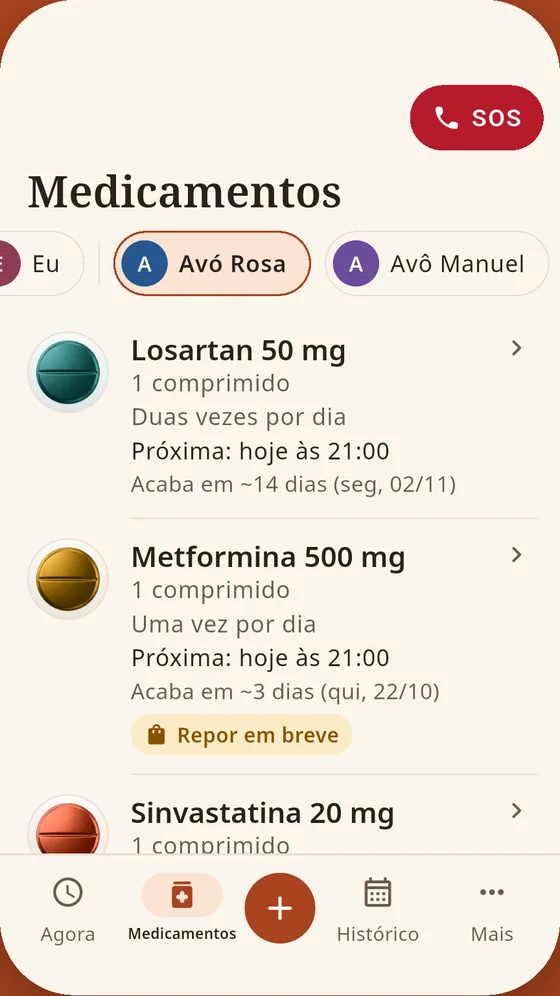 SOS
Medicamentos
E Eu
A Avó Rosa
A Avô Manuel
Losartan 50 mg
1 comprimido
Duas vezes por dia
Próxima: hoje às 21:00
Acaba em ~14 dias (seg, 02/11)
Metformina 500 mg
1 comprimido
Uma vez por dia
Próxima: hoje às 21:00
Acaba em ~3 dias (qui, 22/10)
Repor em breve
Sinvastatina 20 mg
1 comprimido
Agora
Medicamentos
Histórico
Mais